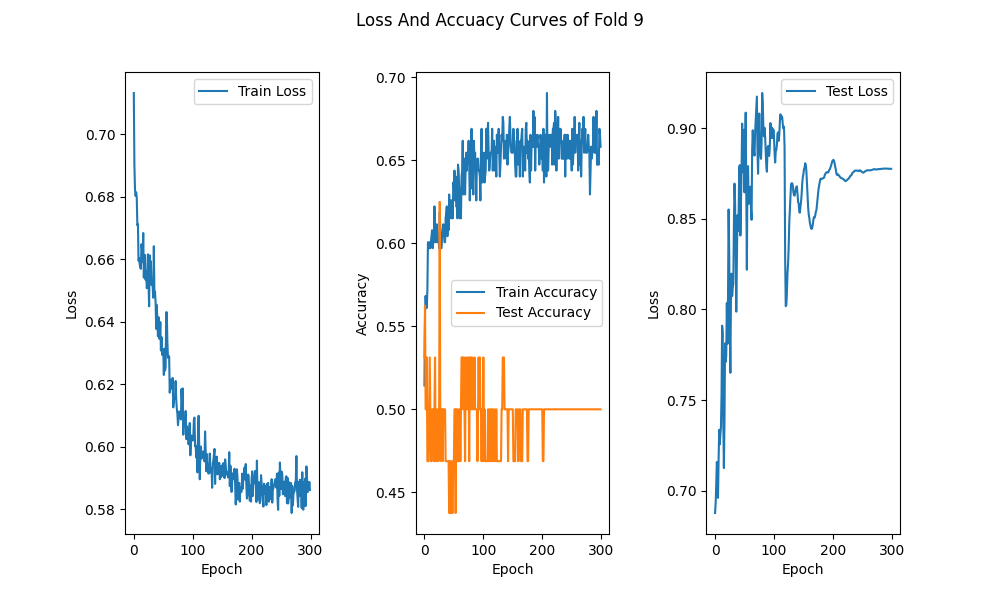 Loss And Accuacy Curves of Fold 9
Train Loss
0.70
0.68
0.66
0.64
0.62
0.60
0.58
Loss
0
100
200
300
Epoch
0.70
0.65
0.60
0.55
0.50
0.45
Accuracy
Train Accuracy
Test Accuracy
0
100
200
300
Epoch
Test Loss
0.90
0.85
0.80
0.75
0.70
Loss
0
100
200
300
Epoch